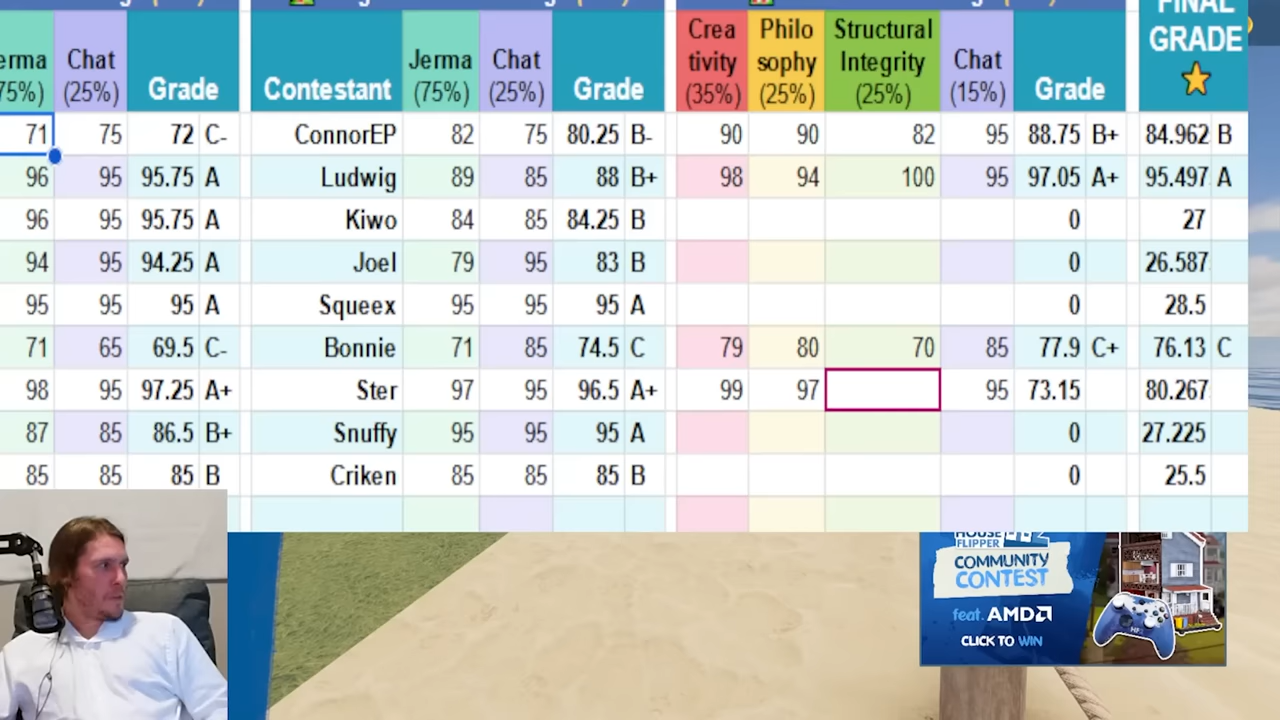 FINAL
erma Chat Grade Contestant Jerma Chat Grade Crea tivity Philo sophy Structural Integrity Chat Grade GRADE
75%) (25%) (75%) (25%) (35%) (25%) (25%) (15%)
71 75 72 C- ConnorEP 82 75 80.25 B- 90 90 82 95 88.75 B+ 84.962 B
96 95 95.75 A Ludwig 89 85 88 B+ 98 94 100 95 97.05 A+ 95.497 A
96 95 95.75 A Kiwo 84 85 84.25 B 0 27
94 95 94.25 A Joel 79 95 83 B 0 26.587
95 95 95 A Squeex 95 95 95 A 0 28.5
71 65 69.5 C- Bonnie 71 85 74.5 C 79 80 70 85 77.9 C+ 76.13 C
98 95 97.25 A+ Ster 97 95 96.5 A+ 99 97 95 73.15 80.267
87 85 86.5 B+ Snuffy 95 95 95 A 0 27.225
85 85 85 B Criken 85 85 85 B 0 25.5
HOUSE
FLIPPER
COMMUNITY
CONTEST
feat. AMD
CLICK TO WIN